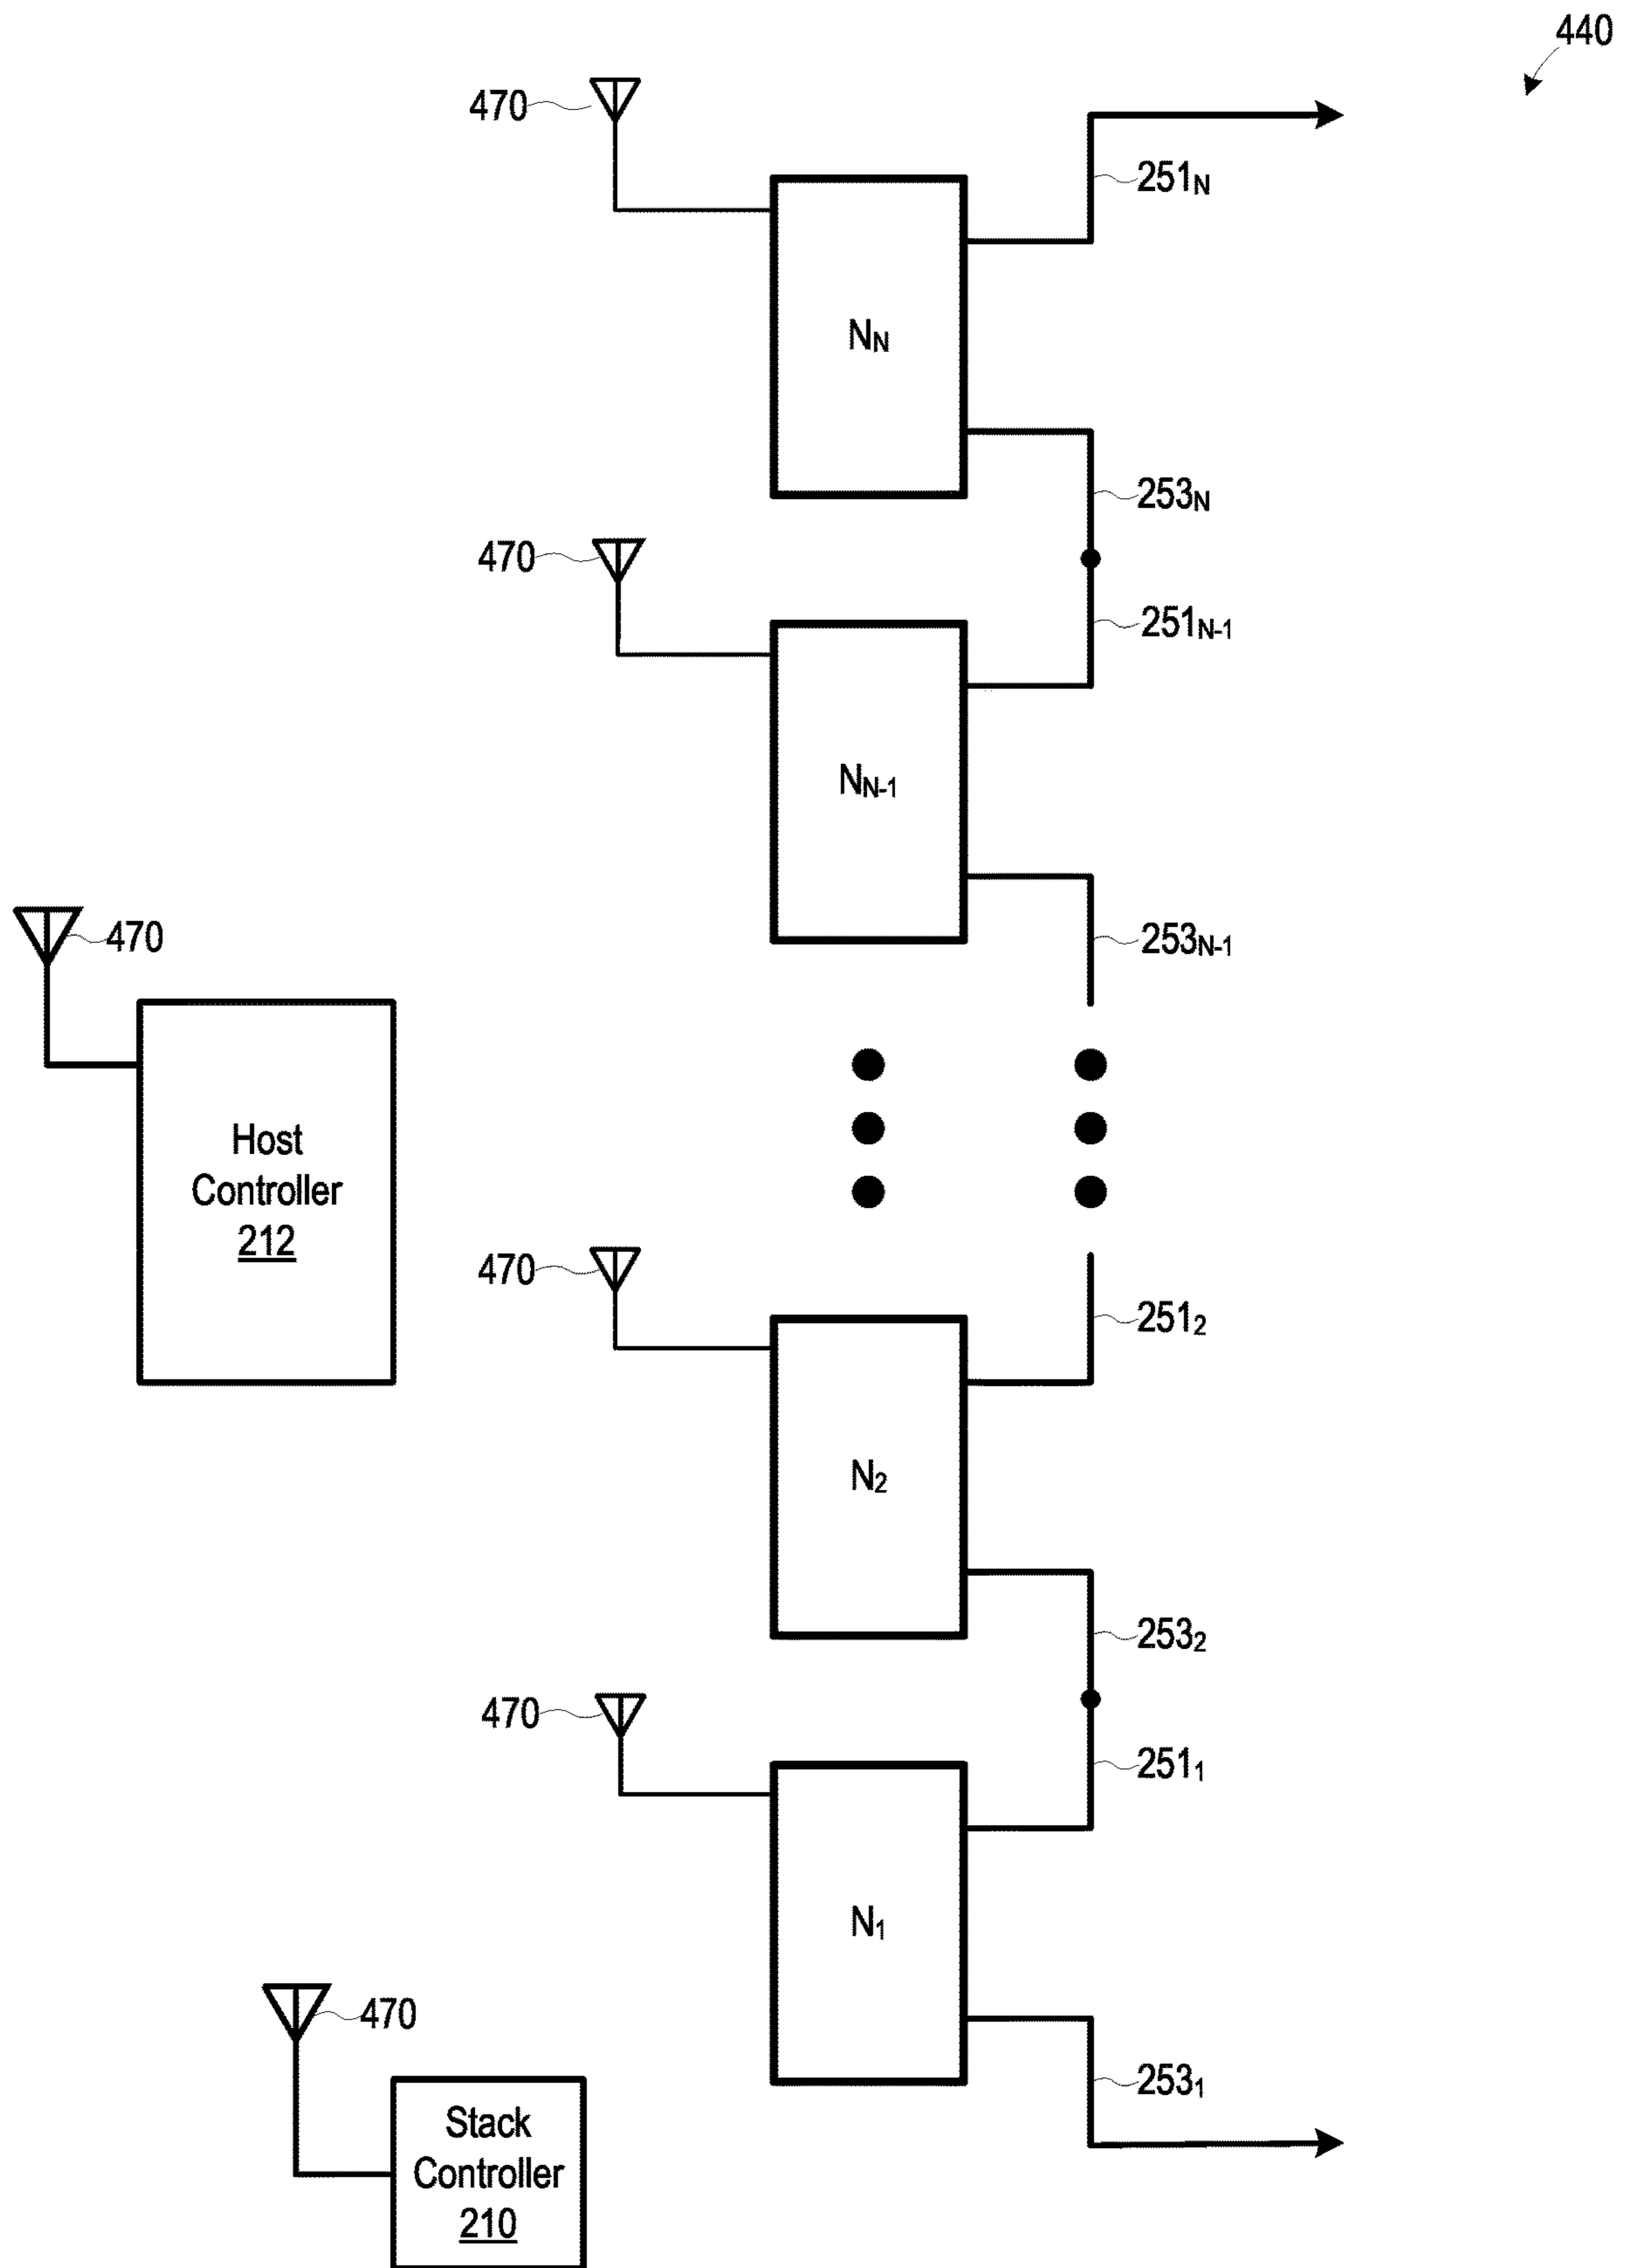 440
470
251N
NN
253N
470
251N-1
NN-1
470
253N-1
Host
Controller
212
470
2512
N2
2532
470
2511
N1
470
2531
Stack
Controller
210